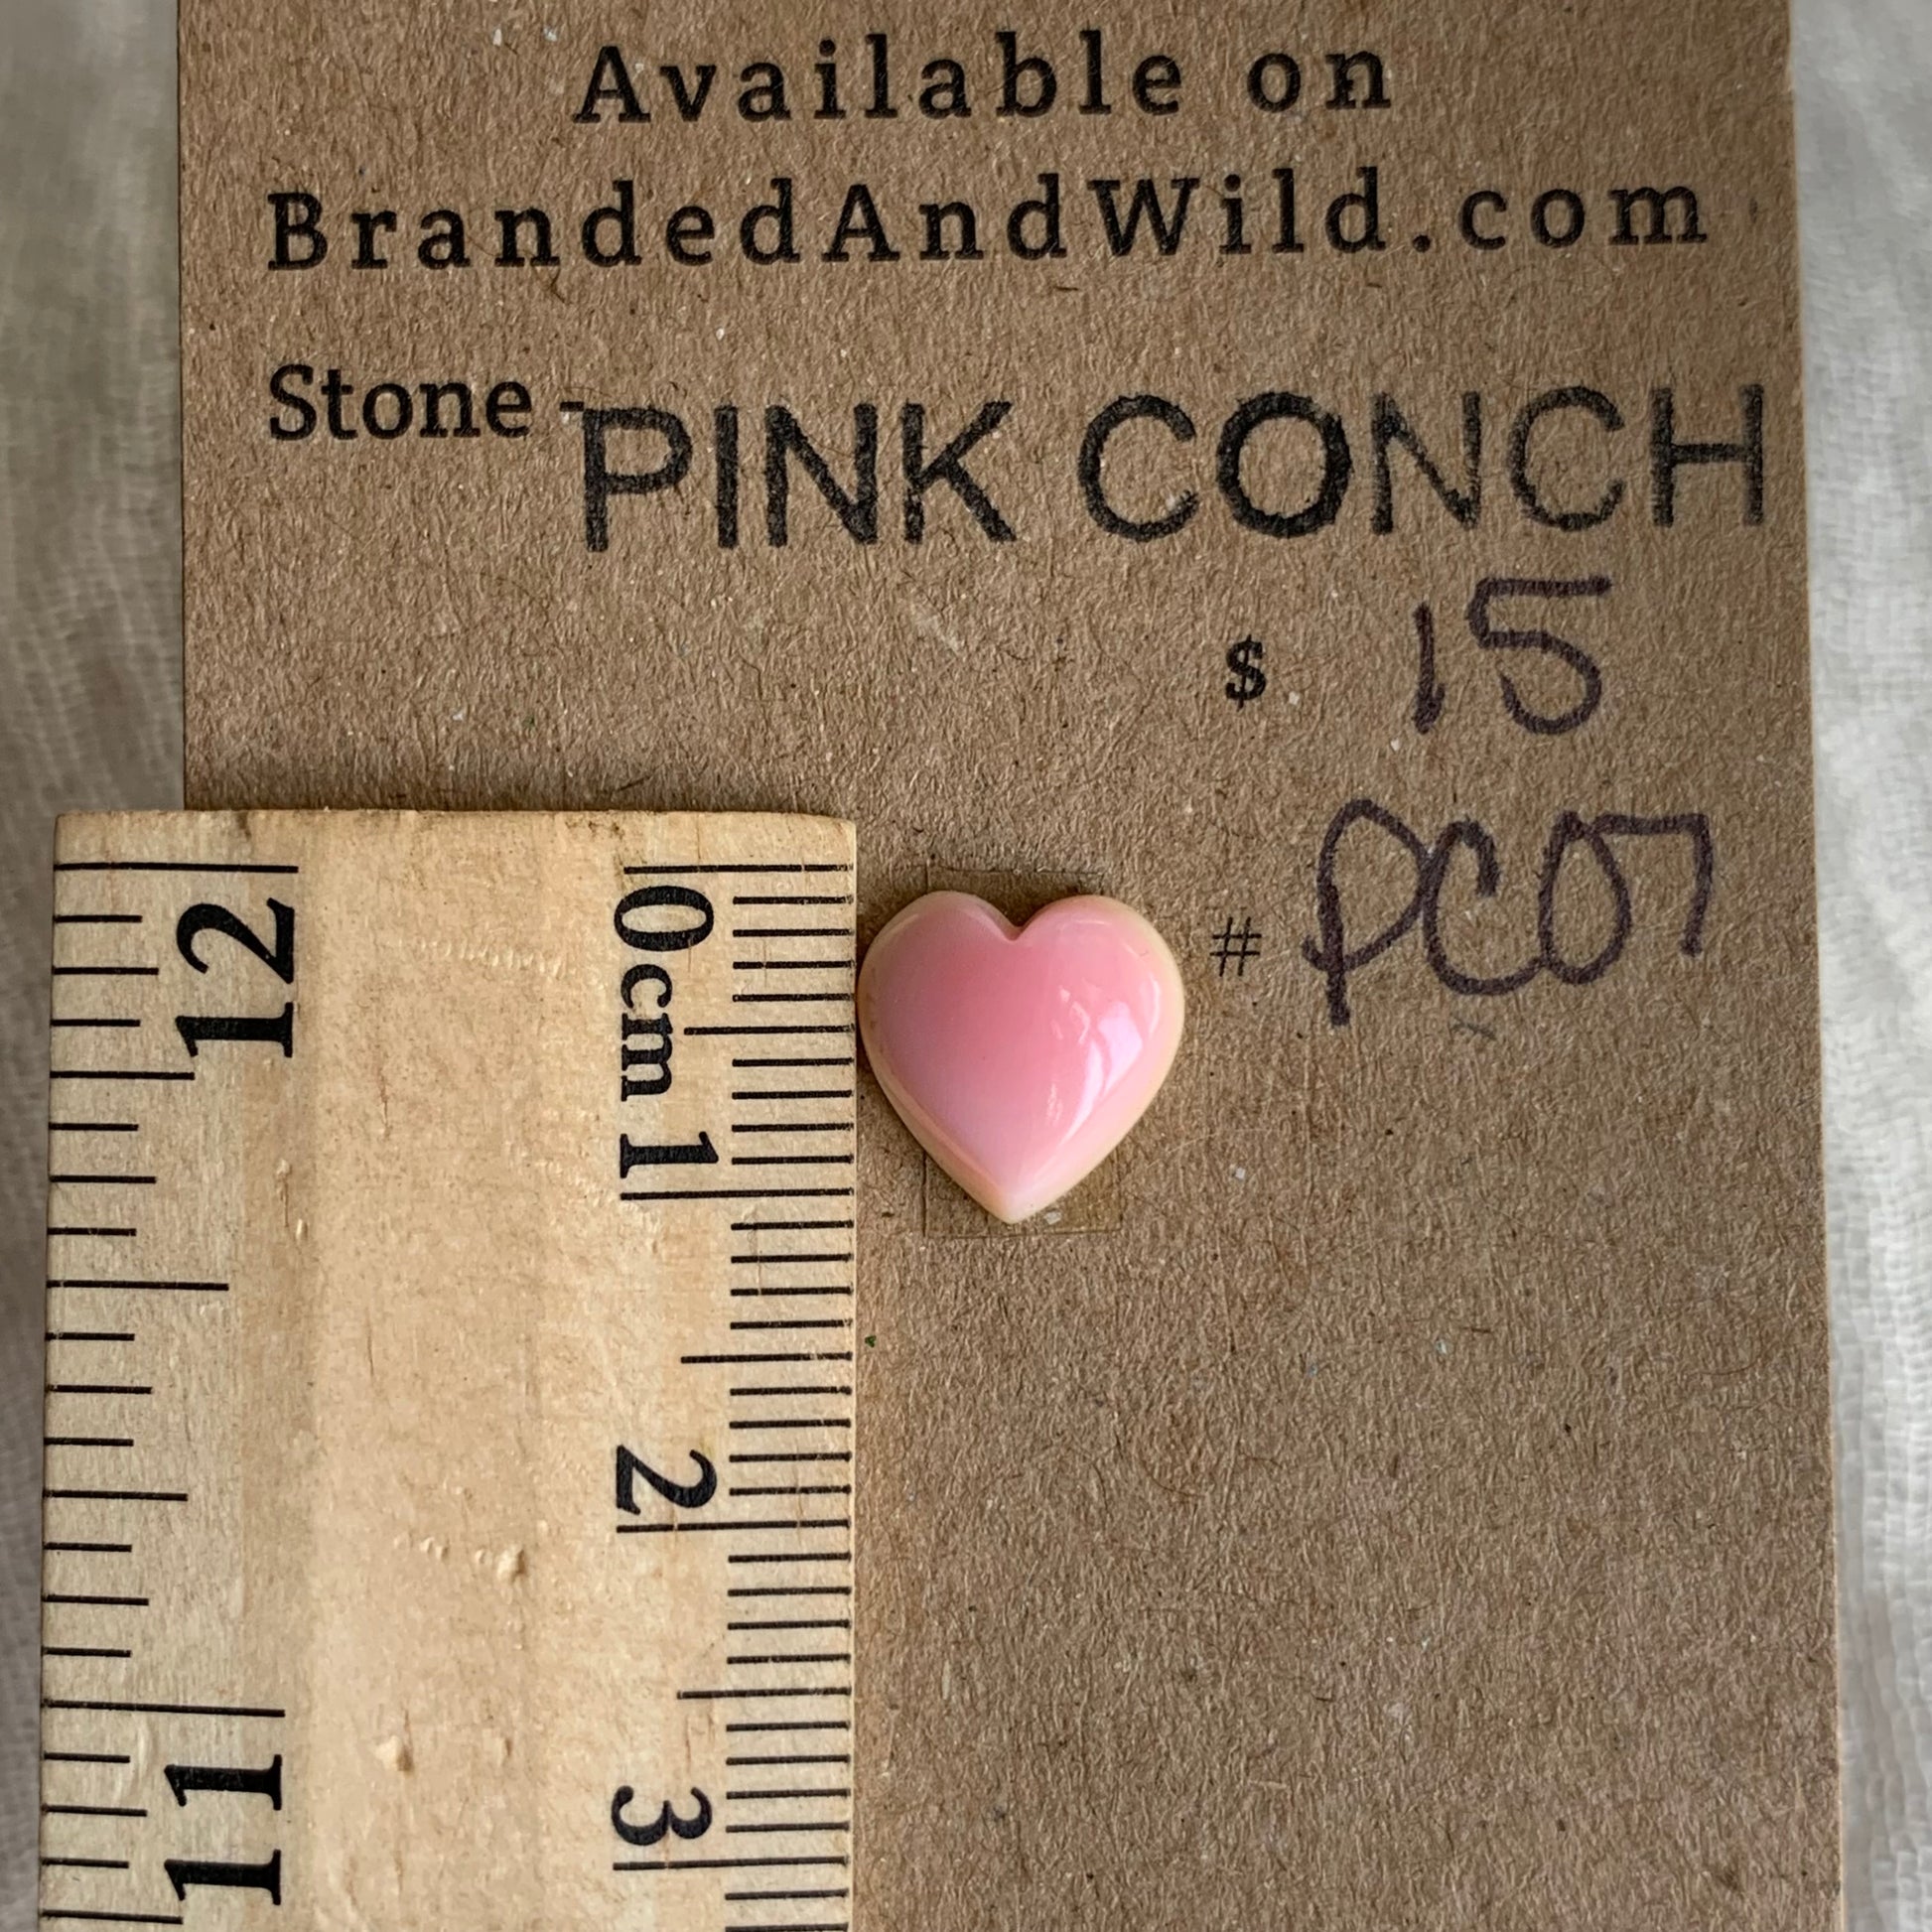 Available on
BrandedAndWild.com
Stone - PINK CONCH
$ 15
# PC07
12
11
0cm 1
2
3